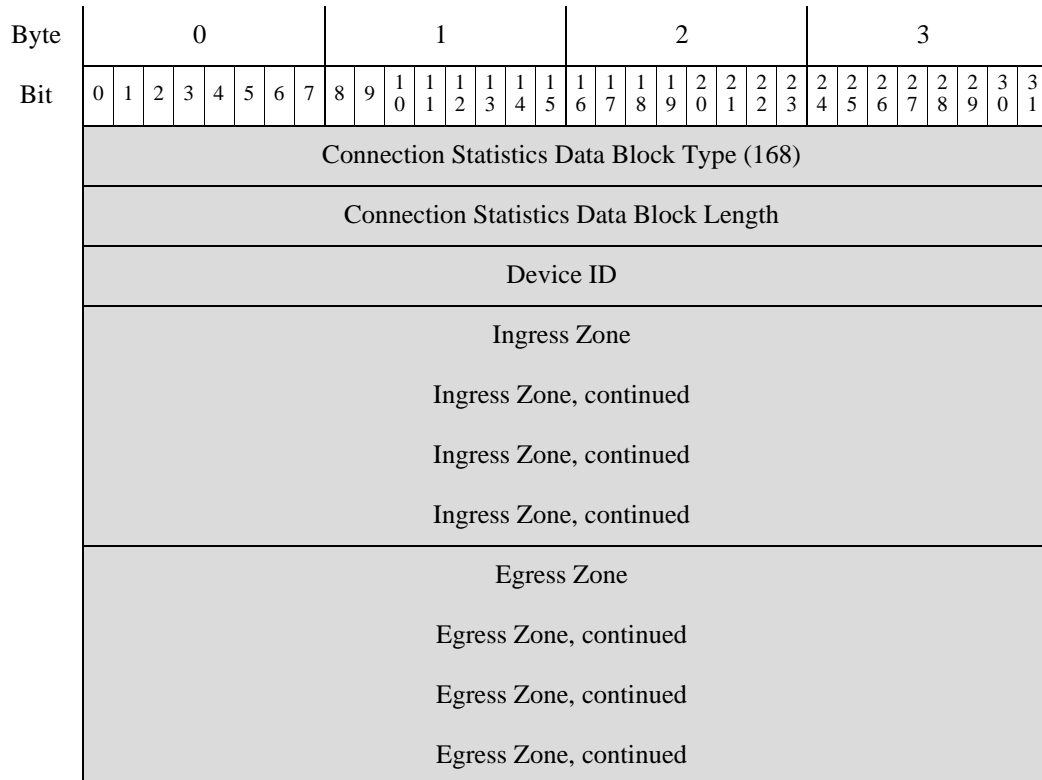 Byte 0 1 2 3
Bit 0 1 2 3 4 5 6 7 8 9 10 11 12 13 14 15 16 17 18 19 20 21 22 23 24 25 26 27 28 29 30 31
Connection Statistics Data Block Type (168)
Connection Statistics Data Block Length
Device ID
Ingress Zone
Ingress Zone, continued
Ingress Zone, continued
Ingress Zone, continued
Egress Zone
Egress Zone, continued
Egress Zone, continued
Egress Zone, continued